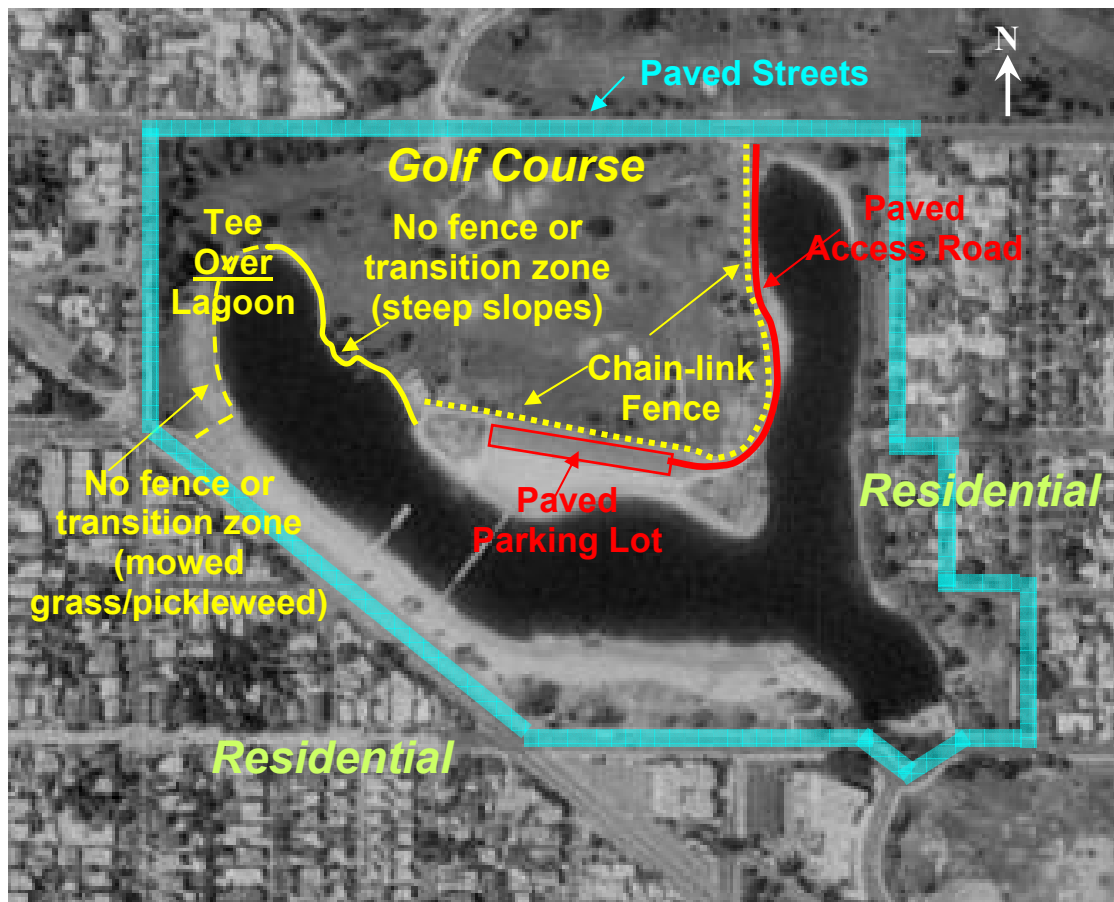 N
Paved Streets
Golf Course
Tee
Over
Lagoon
No fence or
transition zone
(steep slopes)
Paved
Access Road
Chain-link
Fence
No fence or
transition zone
(mowed
grass/pickleweed)
Paved
Parking Lot
Residential
Residential